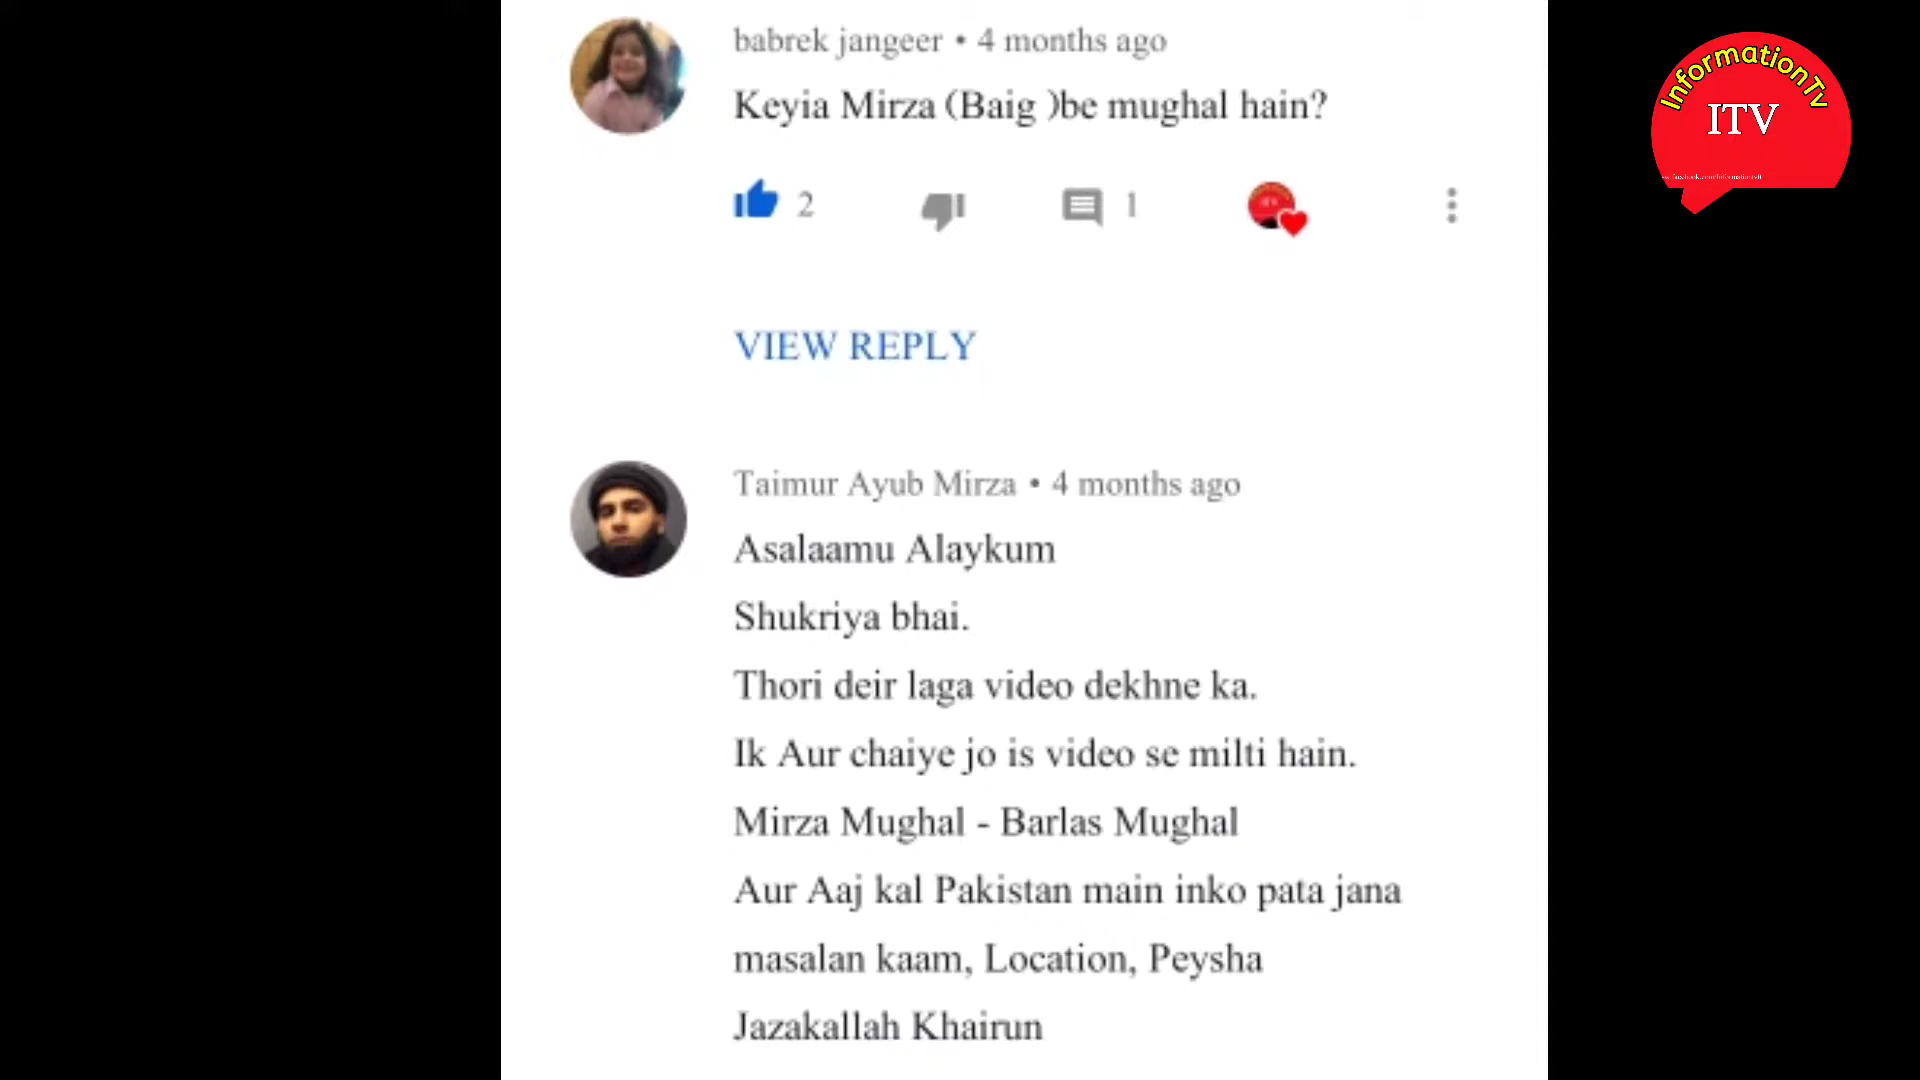 babrek jangeer • 4 months ago
Keyia Mirza (Baig )be mughal hain?
2
1
VIEW REPLY
Taimur Ayub Mirza • 4 months ago
Asalaamu Alaykum
Shukriya bhai.
Thori deir laga video dekhne ka.
Ik Aur chaiye jo is video se milti hain.
Mirza Mughal - Barlas Mughal
Aur Aaj kal Pakistan main inko pata jana
masalan kaam, Location, Peysha
Jazakallah Khairun
InformationTv
ITV